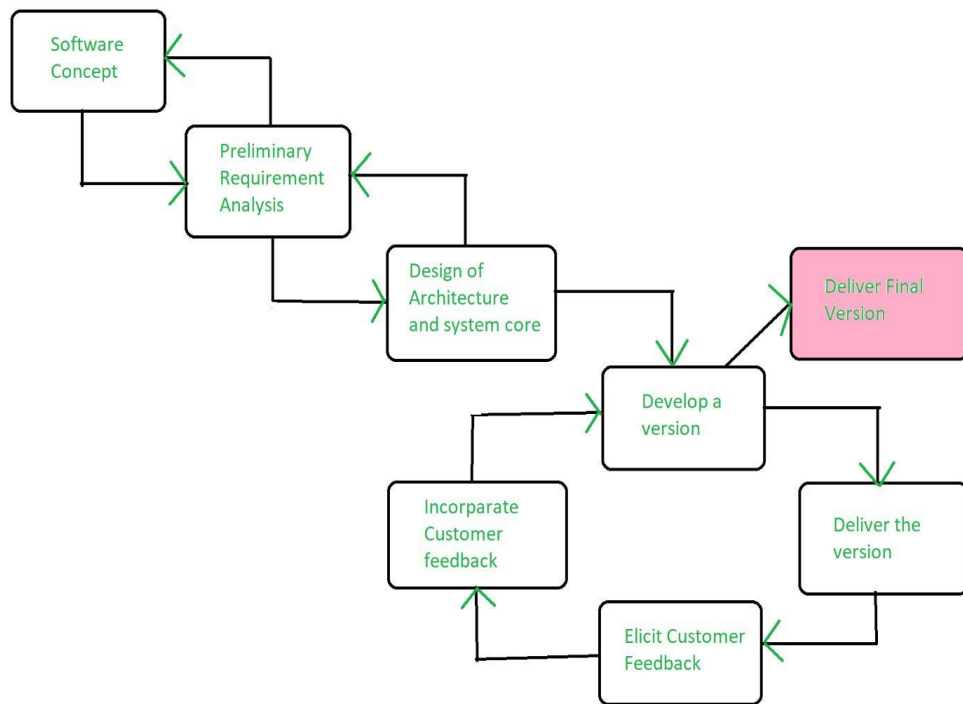 Software
Concept
Preliminary
Requirement
Analysis
Design of
Architecture
and system core
Deliver Final
Version
Develop a
version
Incorparate
Customer
feedback
Deliver the
version
Elicit Customer
Feedback